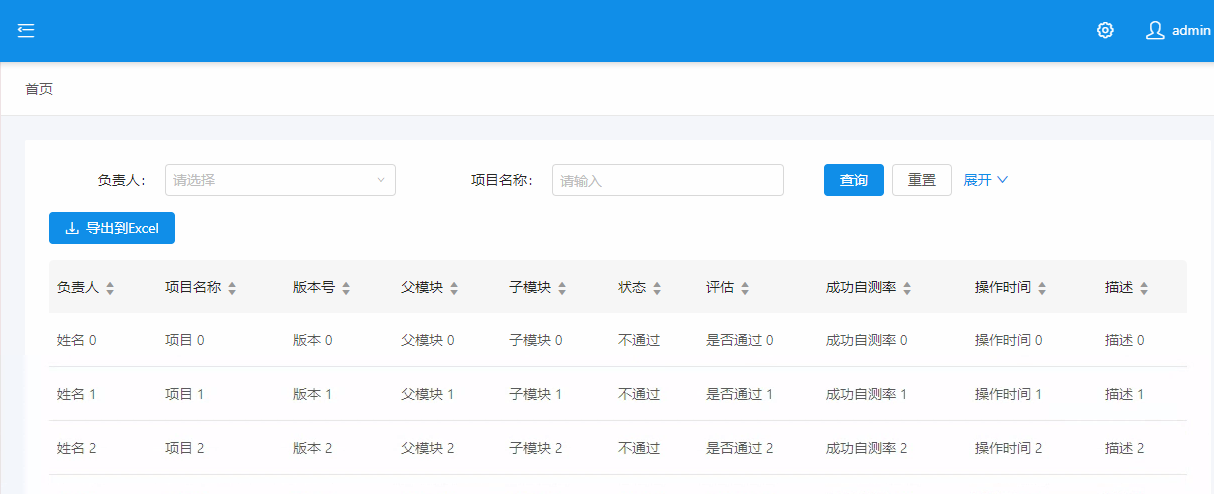 admin
首页
负责人： 请选择 项目名称： 请输入 查询 重置 展开
导出到Excel
负责人 项目名称 版本号 父模块 子模块 状态 评估 成功自测率 操作时间 描述
姓名 0 项目 0 版本 0 父模块 0 子模块 0 不通过 是否通过 0 成功自测率 0 操作时间 0 描述 0
姓名 1 项目 1 版本 1 父模块 1 子模块 1 不通过 是否通过 1 成功自测率 1 操作时间 1 描述 1
姓名 2 项目 2 版本 2 父模块 2 子模块 2 不通过 是否通过 2 成功自测率 2 操作时间 2 描述 2